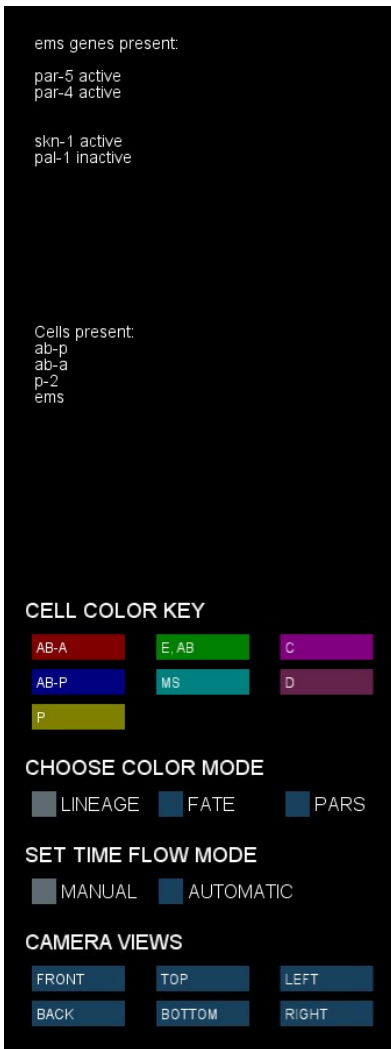 ems genes present:
par-5 active
par-4 active
skn-1 active
pal-1 inactive
Cells present:
ab-p
ab-a
p-2
ems
CELL COLOR KEY
AB-A E, AB C
AB-P MS D
P
CHOOSE COLOR MODE
LINEAGE FATE PARS
SET TIME FLOW MODE
MANUAL AUTOMATIC
CAMERA VIEWS
FRONT TOP LEFT
BACK BOTTOM RIGHT